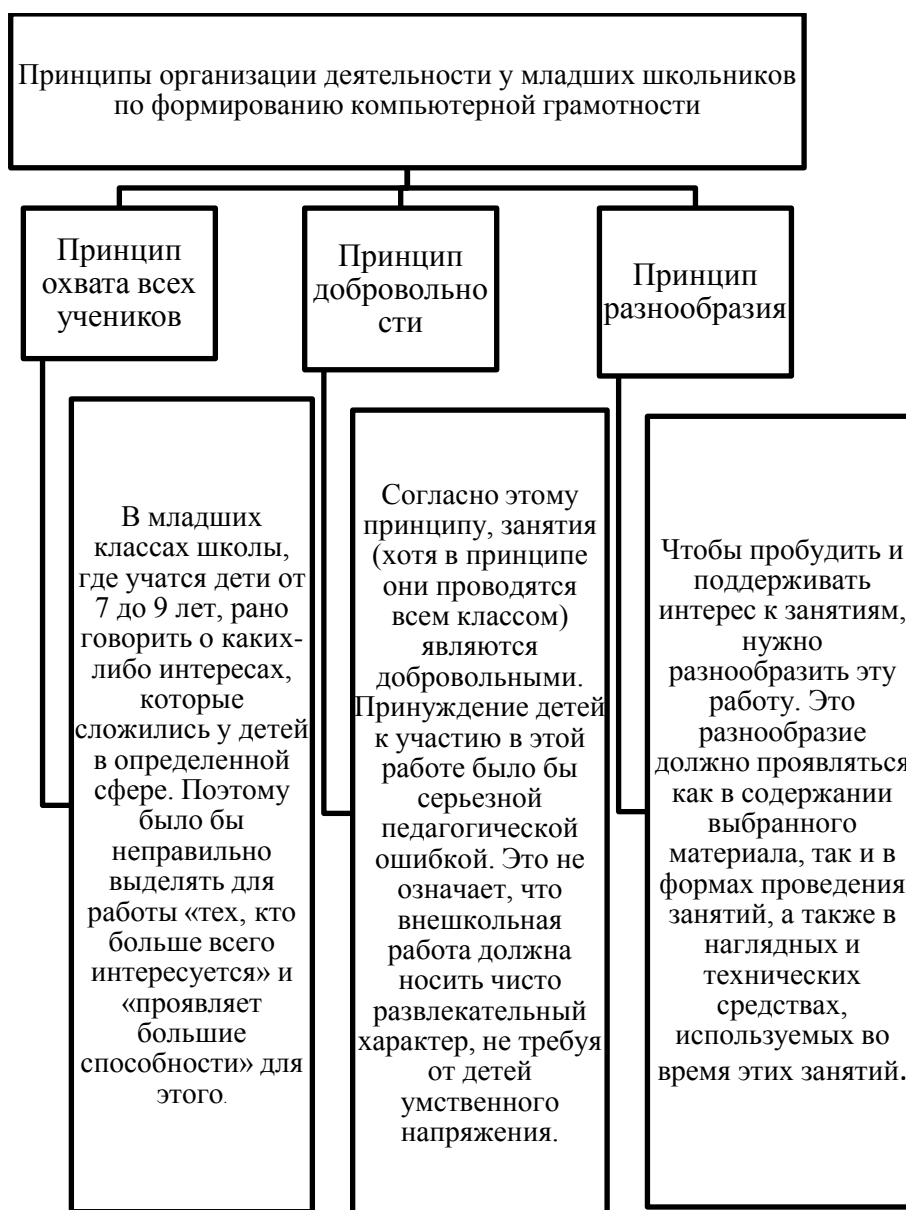 Принципы организации деятельности у младших школьников
по формированию компьютерной грамотности
Принцип
охвата всех
учеников
Принцип
добровольно
сти
Принцип
разнообразия
В младших
классах школы,
где учатся дети от
7 до 9 лет, рано
говорить о каких-
либо интересах,
которые
сложились у детей
в определенной
сфере. Поэтому
было бы
неправильно
выделять для
работы «тех, кто
больше всего
интересуется» и
«проявляет
большие
способности» для
этого.
Согласно этому
принципу, занятия
(хотя в принципе
они проводятся
всем классом)
являются
добровольными.
Принуждение детей
к участию в этой
работе было бы
серьезной
педагогической
ошибкой. Это не
означает, что
внешкольная
работа должна
носить чисто
развлекательный
характер, не требуя
от детей
умственного
напряжения.
Чтобы пробудить и
поддерживать
интерес к занятиям,
нужно
разнообразить эту
работу. Это
разнообразие
должно проявляться
как в содержании
выбранного
материала, так и в
формах проведения
занятий, а также в
наглядных и
технических
средствах,
используемых во
время этих занятий.